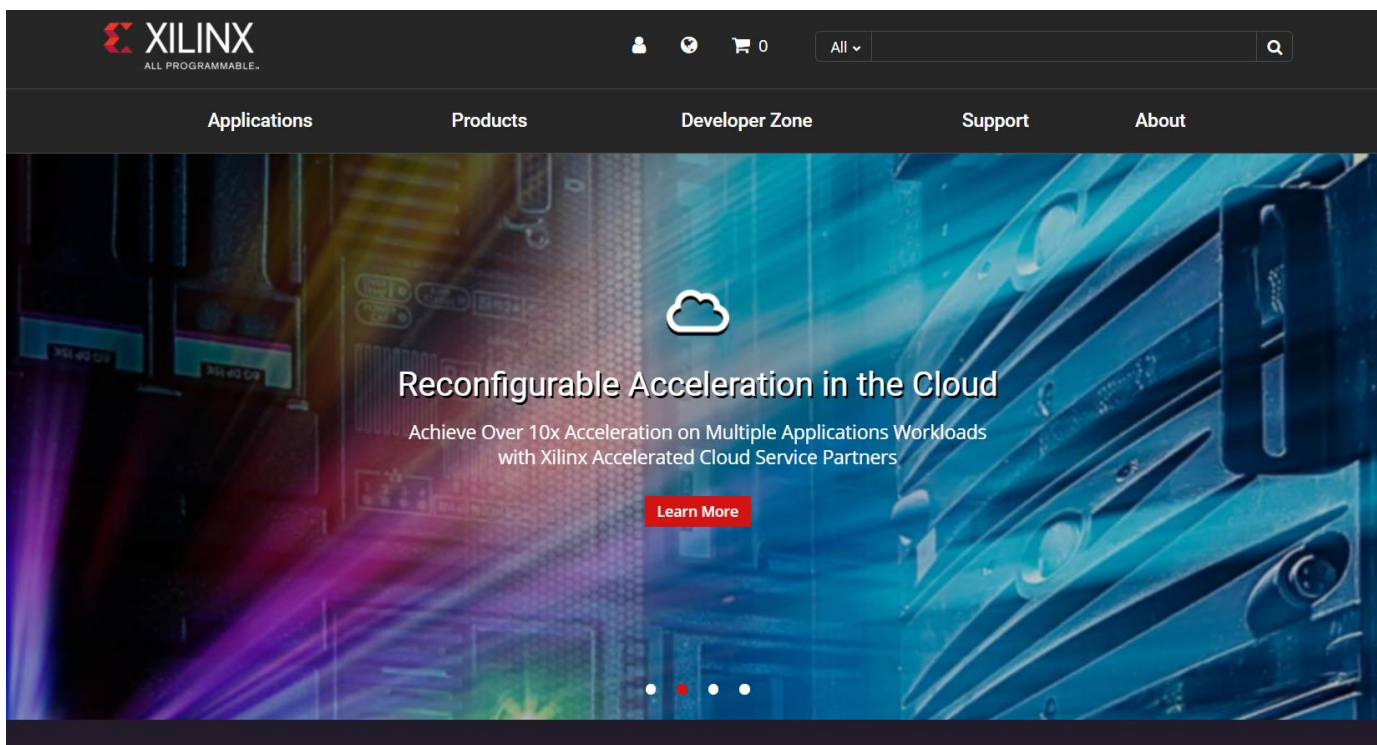 XILINX
ALL PROGRAMMABLE™
0
All
Applications
Products
Developer Zone
Support
About
Reconfigurable Acceleration in the Cloud
Achieve Over 10x Acceleration on Multiple Applications Workloads
with Xilinx Accelerated Cloud Service Partners
Learn More